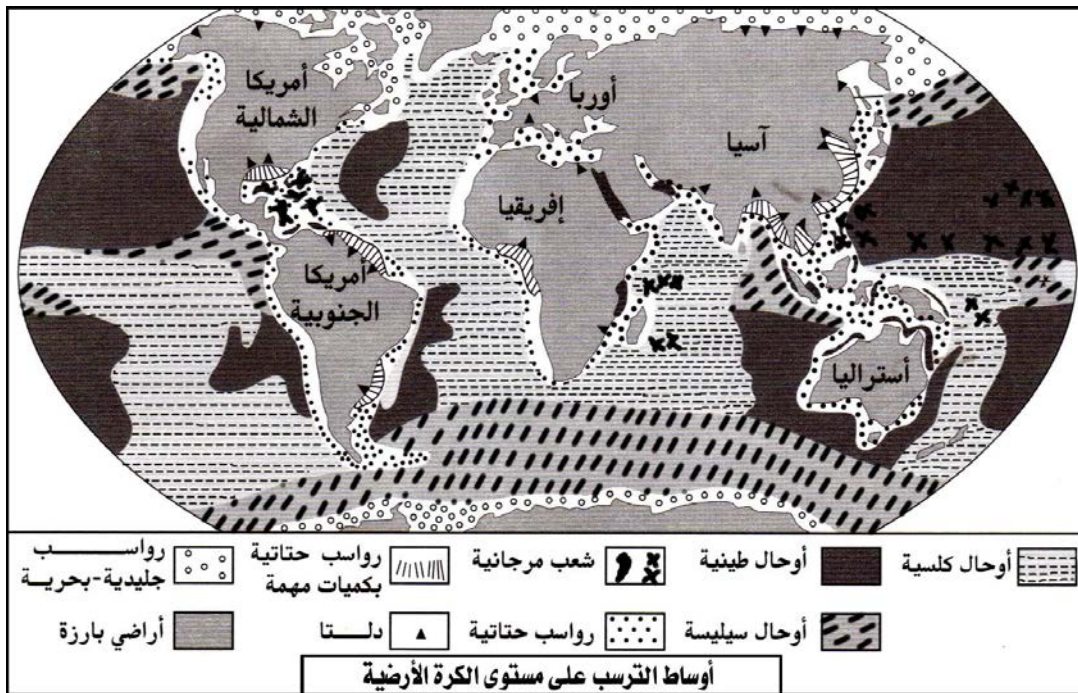 أمريكا
الشمالية
أوربا
آسيا
إفريقيا
أمريكا
الجنوبية
أستراليا
أوحال كلسية
أوحال طينية
شعب مرجانية
رواسب حتاتية
بكميات مهمة
رواسب
جليدية-بحرية
أوحال سيليسة
رواسب حتاتية
دلتا
أراضي بارزة
أوساط الترسب على مستوى الكرة الأرضية